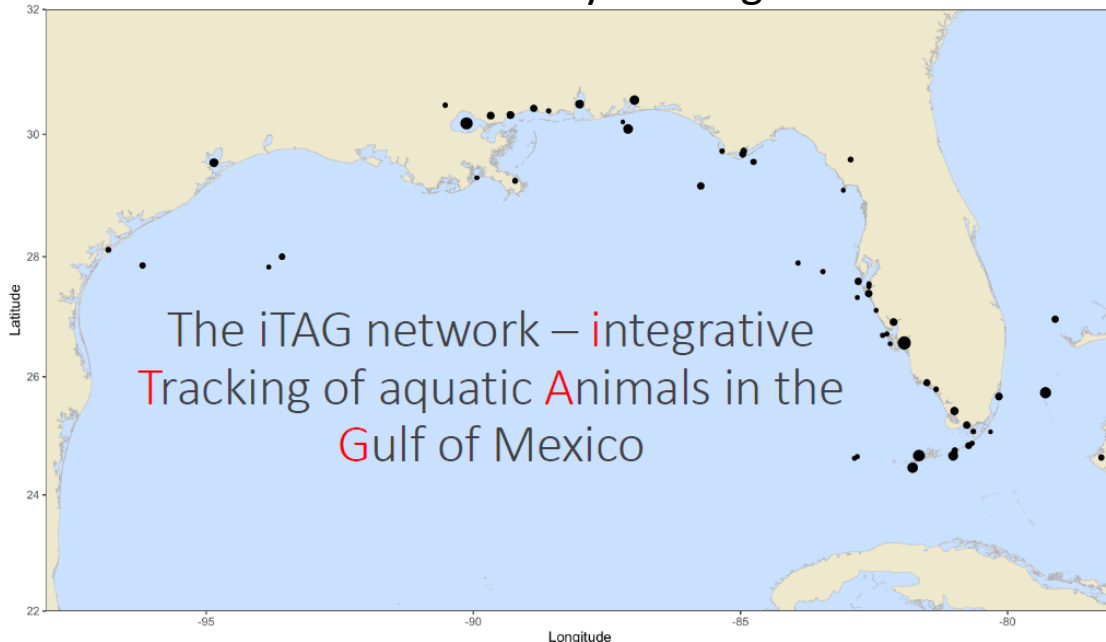 32
30
28
26
24
22
Latitude
The iTAG network – integrative
Tracking of aquatic Animals in the
Gulf of Mexico
-95
-90
-85
-80
Longitude